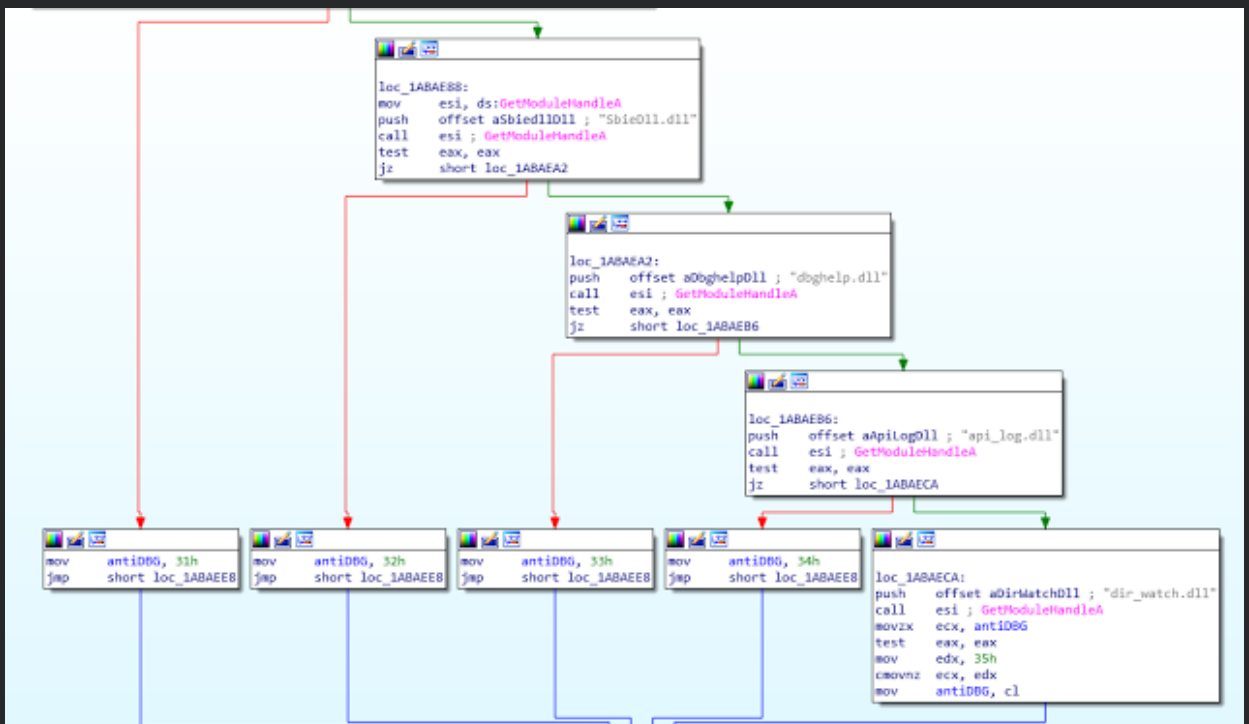 loc_1ABAE88:
mov esi, ds:GetModuleHandleA
push offset aSbiedllDll ; "SbieDll.dll"
call esi ; GetModuleHandleA
test eax, eax
jz short loc_1ABAEA2
loc_1ABAEA2:
push offset aDbghelpDll ; "dbghelp.dll"
call esi ; GetModuleHandleA
test eax, eax
jz short loc_1ABAEB6
loc_1ABAEB6:
push offset aApiLogDll ; "api_log.dll"
call esi ; GetModuleHandleA
test eax, eax
jz short loc_1ABAECA
mov antiDBG, 31h
jmp short loc_1ABAEE8
mov antiDBG, 32h
jmp short loc_1ABAEE8
mov antiDBG, 33h
jmp short loc_1ABAEE8
mov antiDBG, 34h
jmp short loc_1ABAEE8
loc_1ABAECA:
push offset aDirWatchDll ; "dir_watch.dll"
call esi ; GetModuleHandleA
movzx ecx, antiDBG
test eax, eax
mov edx, 35h
cmovnz ecx, edx
mov antiDBG, cl